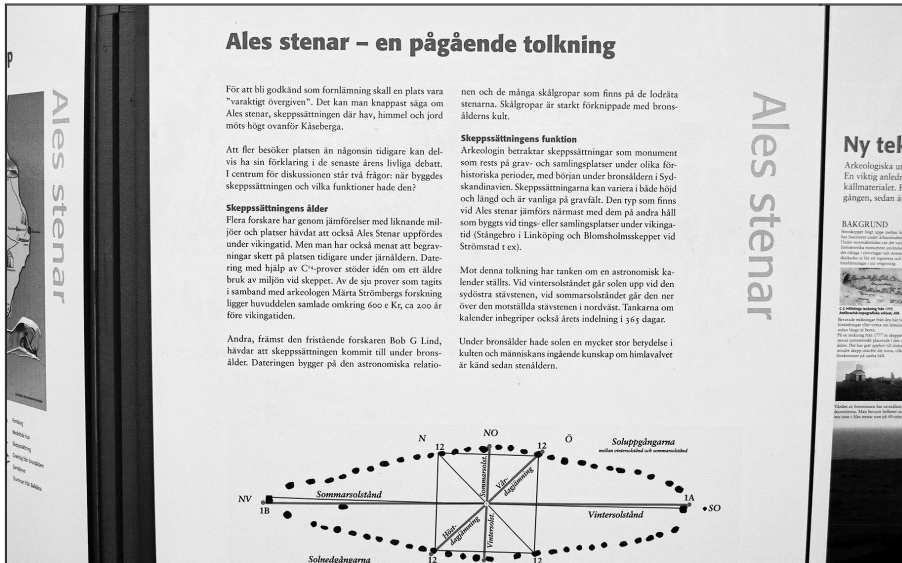 Ales stenar – en pågående tolkning
För att bli godkänd som fornlämning skall en plats vara
"varaktigt övergiven". Det kan man knappast säga om
Ales stenar, skeppssättningen där hav, himmel och jord
möts högt ovanför Kåseberga.
Att fler besöker platsen än någonsin tidigare kan del-
vis ha sin förklaring i de senaste årens livliga debatt.
I centrum för diskussionen står två frågor: när byggdes
skeppssättningen och vilka funktioner hade den?
Skeppssättningens ålder
Flera forskare har genom jämförelser med liknande mil-
jöer och platser hävdat att också Ales Stenar uppfördes
under vikingatid. Men man har också menat att begrav-
ningar skett på platsen tidigare under järnåldern. Date-
ring med hjälp av C¹⁴-prover stöder idén om ett äldre
bruk av miljön vid skeppet. Av de sju prover som tagits
i samband med arkeologen Märta Strömbergs forskning
ligger huvuddelen samlade omkring 600 e Kr, ca 200 år
före vikingatiden.
Andra, främst den fristående forskaren Bob G Lind,
hävdar att skeppssättningen kommit till under brons-
ålder. Dateringen bygger på den astronomiska relatio-
nen och de många skålgropar som finns på de lodräta
stenarna. Skålgropar är starkt förknippade med brons-
ålderns kult.
Skeppssättningens funktion
Arkeologin betraktar skeppssättningar som monument
som rests på grav- och samlingsplatser under olika för-
historiska perioder, med början under bronsåldern i Syd-
skandinavien. Skeppssättningarna kan variera i både höjd
och längd och är vanliga på gravfält. Den typ som finns
vid Ales stenar jämförs närmast med dem på andra håll
som byggts vid tings- eller samlingsplatser under vikinga-
tid (Stångebro i Linköping och Blomsholmsskeppet vid
Strömstad t ex).
Mot denna tolkning har tanken om en astronomisk ka-
lender ställts. Vid vintersolståndet går solen upp vid den
sydöstra stävstenen, vid sommarsolståndet går den ner
över den motställda stävstenen i nordväst. Tankarna om
kalender inbegriper också årets indelning i 365 dagar.
Under bronsålder hade solen en mycket stor betydelse i
kulten och människans ingående kunskap om himlavalvet
är känd sedan stenåldern.
N
NO
Ö
12
12
Soluppgångarna
mellan vintersolstånd och sommarsolstånd
Sommarsolst.
Vår-
dagjämning
NV
Sommarsolstånd
1A
1B
Vintersolstånd
SO
Höst-
dagjämning
Vintersolst.
Solnedgångarna
12
12
Ales stenar
Ales stenar
Ny tek
Arkeologiska un
En viktig anledn
källmaterialet. F
gången, sedan ä
BAKGRUND